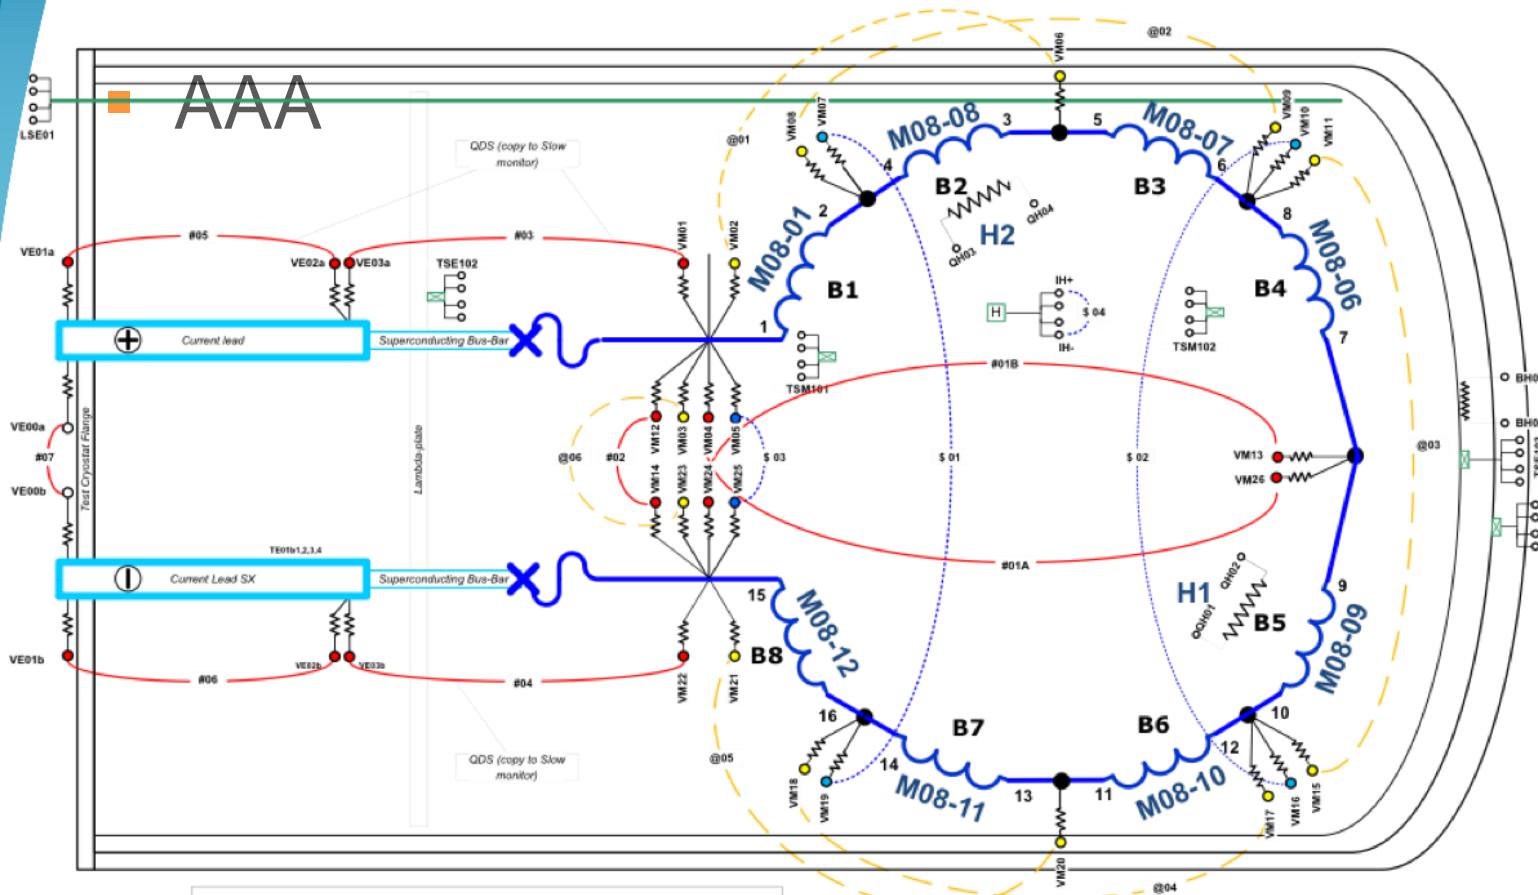 AAA
LSE01
@02
VM06
VM07
VM08
VM09
VM10
VM11
@01
M08-08
3
5
M08-07
QDS (copy to Slow
monitor)
4
6
B2
B3
QH04
QH03
H2
2
8
M08-01
M08-06
#05
#03
VM01
VM02
VE01a
VE02a
VE03a
TSE102
B1
B4
IH+
H
$ 04
IH-
TSM102
Current lead
Superconducting Bus-Bar
1
7
TSM101
#01B
VE00a
#07
VE00b
Test Cryostat Flange
Lambda-plate
@06
#02
VM12
VM03
VM04
VM05
VM14
VM23
VM24
VM25
$ 03
$ 01
$ 02
VM13
VM26
@03
BH0
BH0
#01A
TE01b1,2,3,4
Current Lead SX
Superconducting Bus-Bar
15
9
QH02
H1
QH01
B5
M08-12
M08-09
VE01b
VE02b
VE03b
B8
#06
#04
VM22
VM21
16
10
B7
B6
12
14
@05
QDS (copy to Slow
monitor)
VM18
VM19
M08-11
13
11
M08-10
VM17
VM16
VM15
VM20
@04